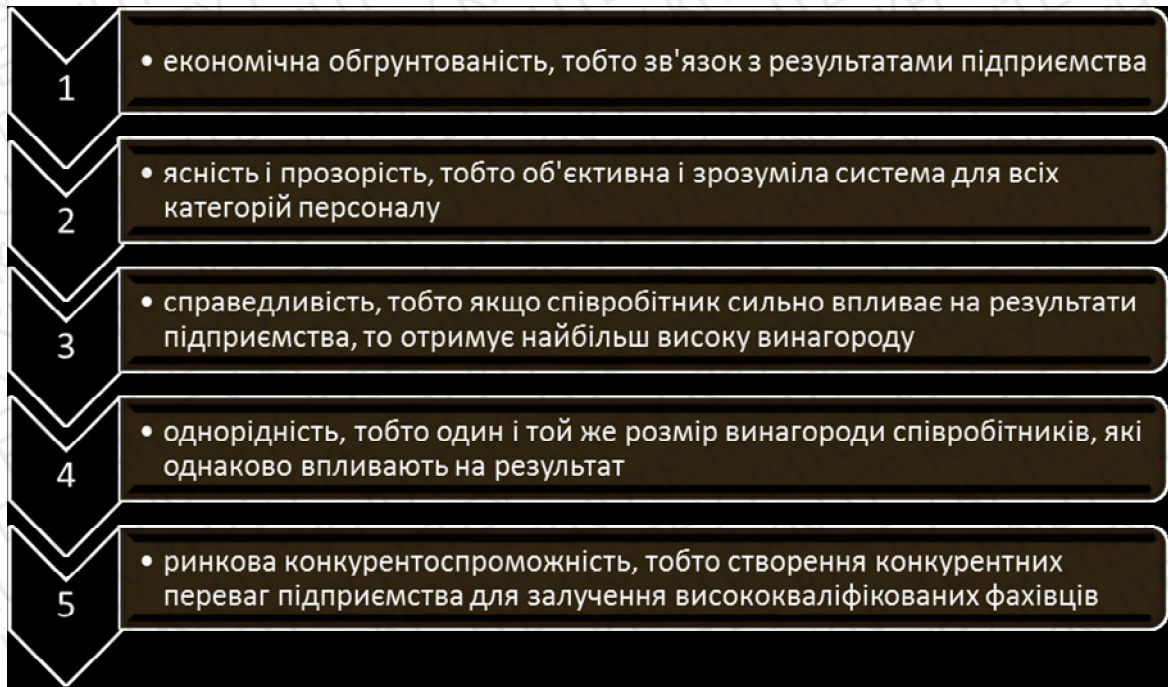 1
• економічна обгрунтованість, тобто зв'язок з результатами підприємства
2
• ясність і прозорість, тобто об'єктивна і зрозуміла система для всіх
категорій персоналу
3
• справедливість, тобто якщо співробітник сильно впливає на результати
підприємства, то отримує найбільш високу винагороду
4
• однорідність, тобто один і той же розмір винагороди співробітників, які
однаково впливають на результат
5
• ринкова конкурентоспроможність, тобто створення конкурентних
переваг підприємства для залучення висококваліфікованих фахівців